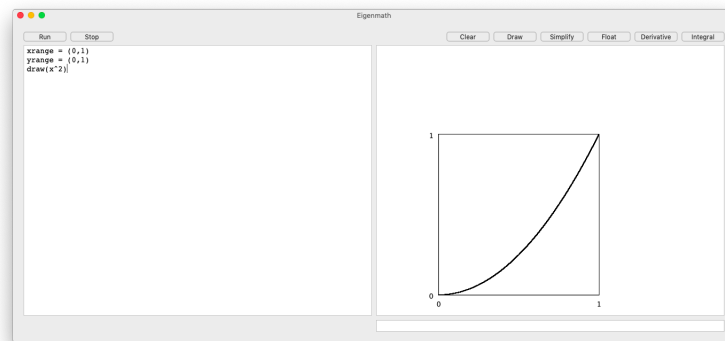 Eigenmath
Run Stop Clear Draw Simplify Float Derivative Integral
xrange = (0,1)
yrange = (0,1)
draw(x^2)
1
0
0 1